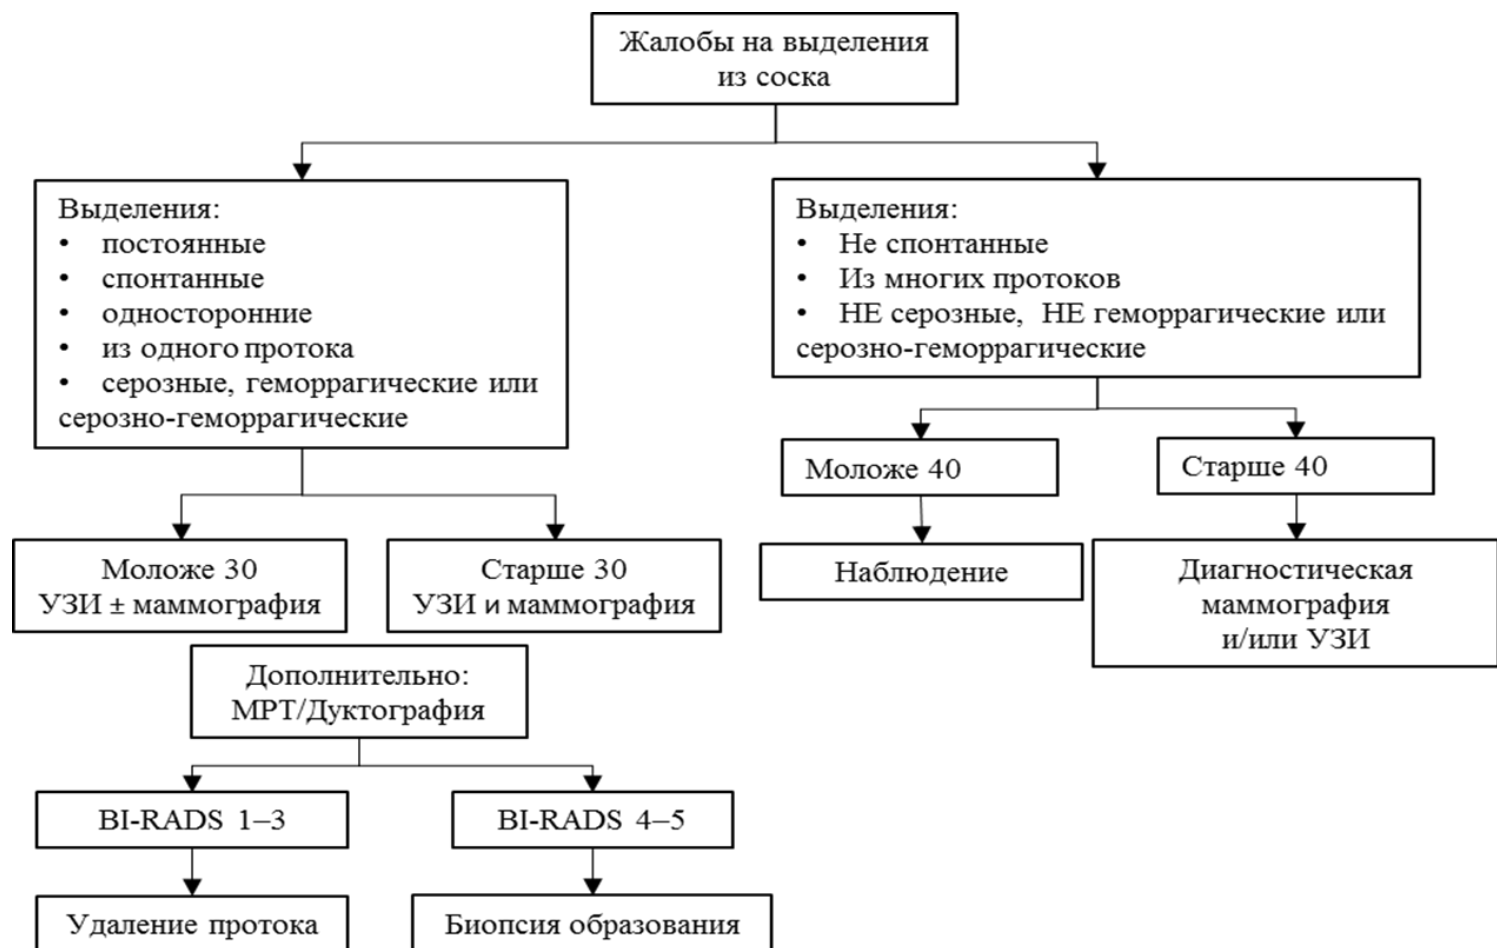 Жалобы на выделения
из соска
Выделения:
• постоянные
• спонтанные
• односторонние
• из одного протока
• серозные, геморрагические или
серозно-геморрагические
Выделения:
• Не спонтанные
• Из многих протоков
• НЕ серозные, НЕ геморрагические или
серозно-геморрагические
Моложе 40
Старше 40
Моложе 30
УЗИ ± маммография
Старше 30
УЗИ и маммография
Наблюдение
Диагностическая
маммография
и/или УЗИ
Дополнительно:
МРТ/Дуктография
BI-RADS 1–3
BI-RADS 4–5
Удаление протока
Биопсия образования